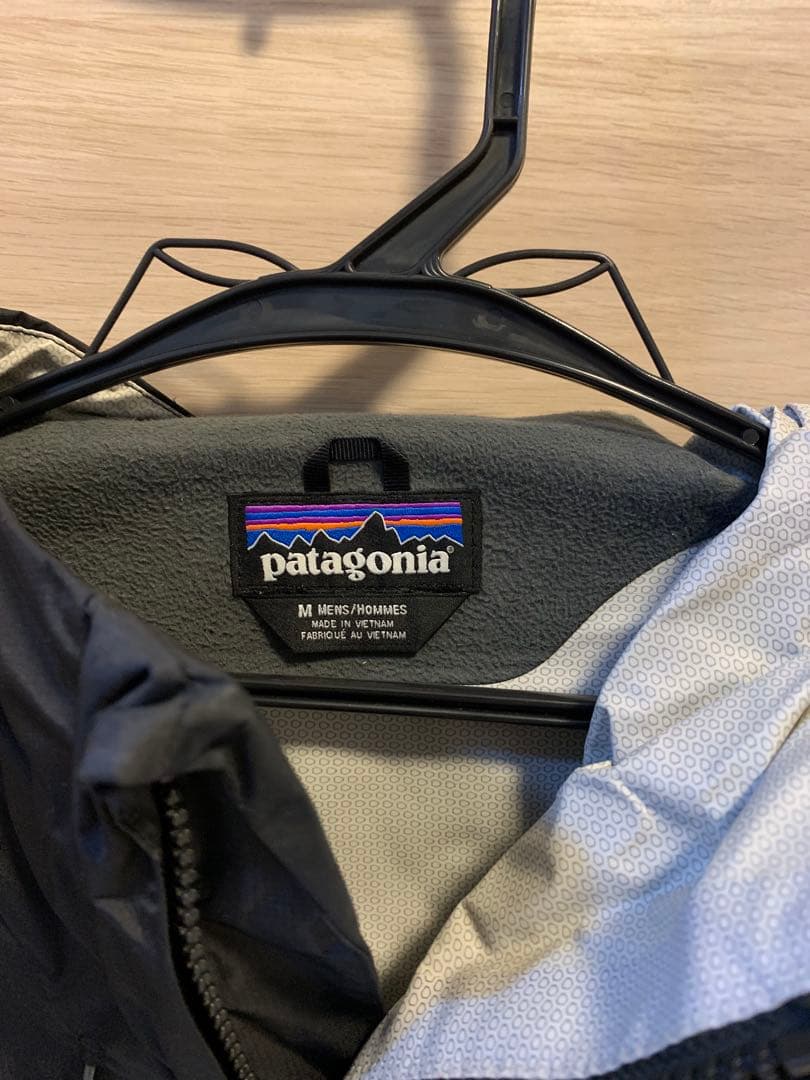 patagonia®
M MENS/HOMMES
MADE IN VIETNAM
FABRIQUÉ AU VIETNAM